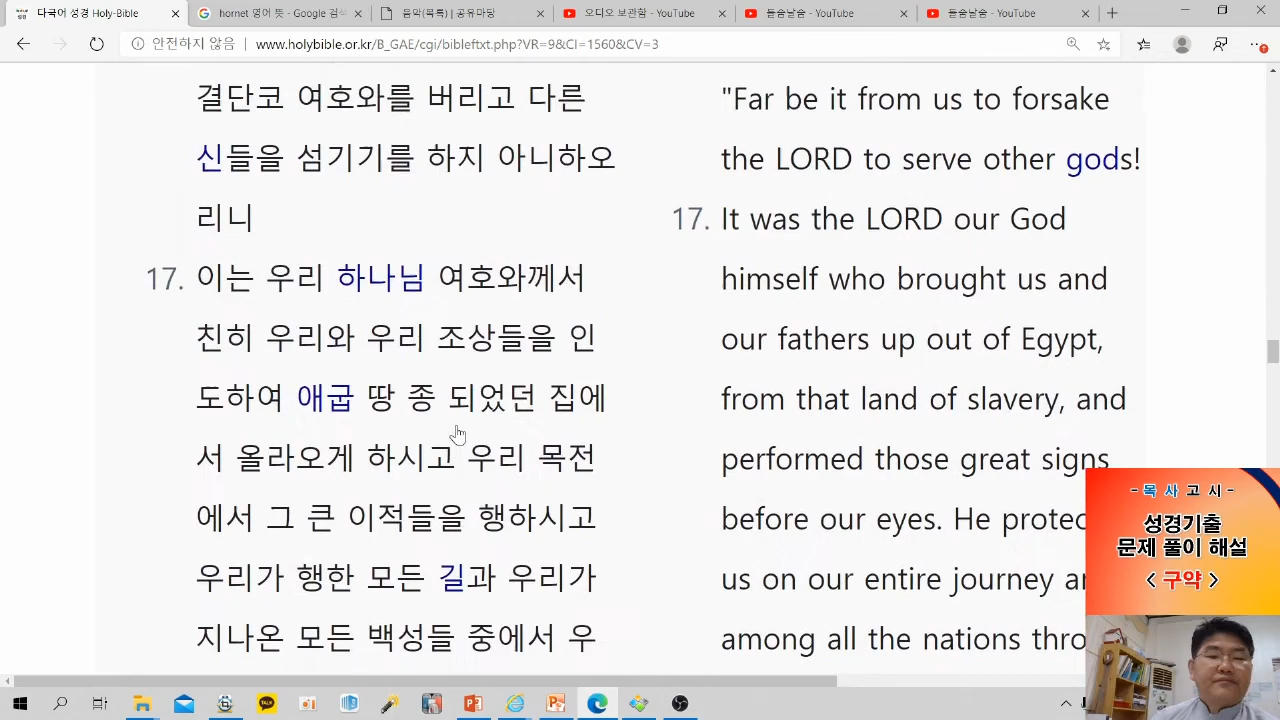 다국어 성경 Holy-Bible
hornet 영어 뜻 - Google 검색
음악(목록) | 공유마당
오디오 보관함 - YouTube
돌솜날솜 - YouTube
돌솜날솜 - YouTube
안전하지 않음
www.holybible.or.kr/B_GAE/cgi/bibleftxt.php?VR=9&CI=1560&CV=3
결단코 여호와를 버리고 다른
신들을 섬기기를 하지 아니하오
리니
17. 이는 우리 하나님 여호와께서
친히 우리와 우리 조상들을 인
도하여 애굽 땅 종 되었던 집에
서 올라오게 하시고 우리 목전
에서 그 큰 이적들을 행하시고
우리가 행한 모든 길과 우리가
지나온 모든 백성들 중에서 우
"Far be it from us to forsake
the LORD to serve other gods!
17. It was the LORD our God
himself who brought us and
our fathers up out of Egypt,
from that land of slavery, and
performed those great signs
before our eyes. He protec
us on our entire journey a
among all the nations thro
- 목 사 고 시 -
성경기출
문제 풀이 해설
< 구약 >
TALK